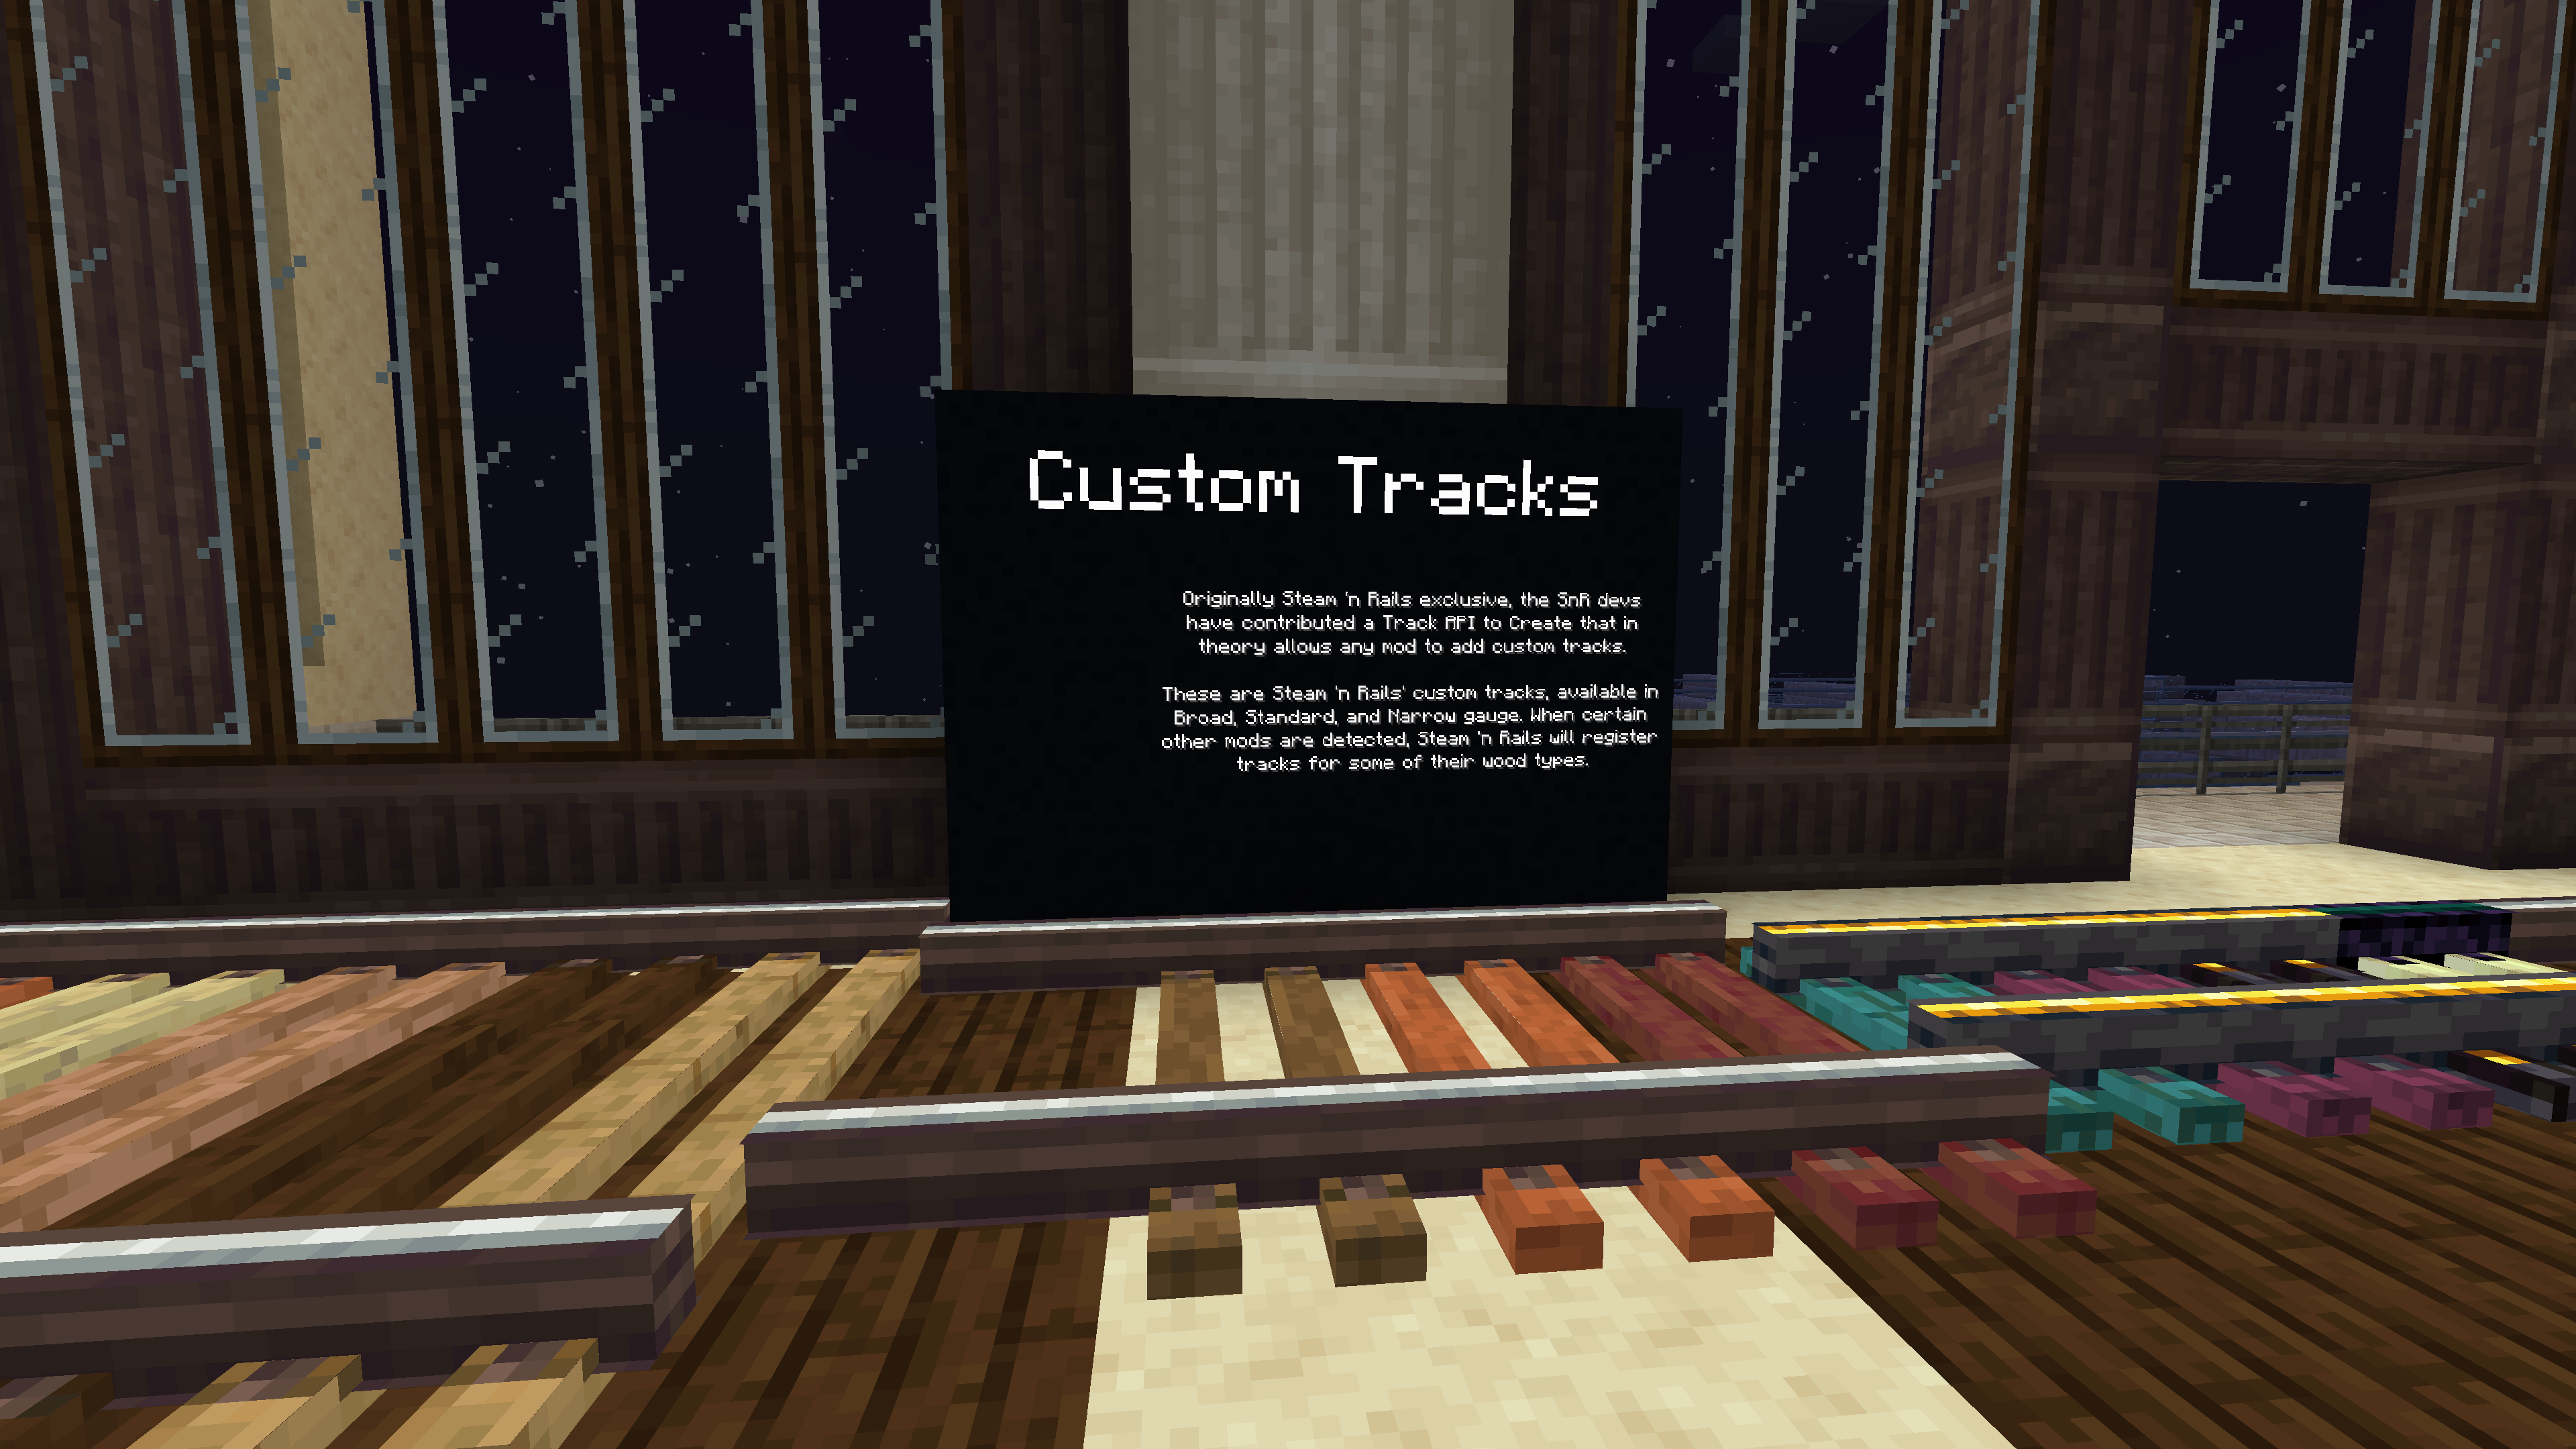 Custom Tracks
Originally Steam 'n Rails exclusive, the SnR devs
have contributed a Track API to Create that in
theory allows any mod to add custom tracks.
These are Steam 'n Rails' custom tracks, available in
Broad, Standard, and Narrow gauge. When certain
other mods are detected, Steam 'n Rails will register
tracks for some of their wood types.